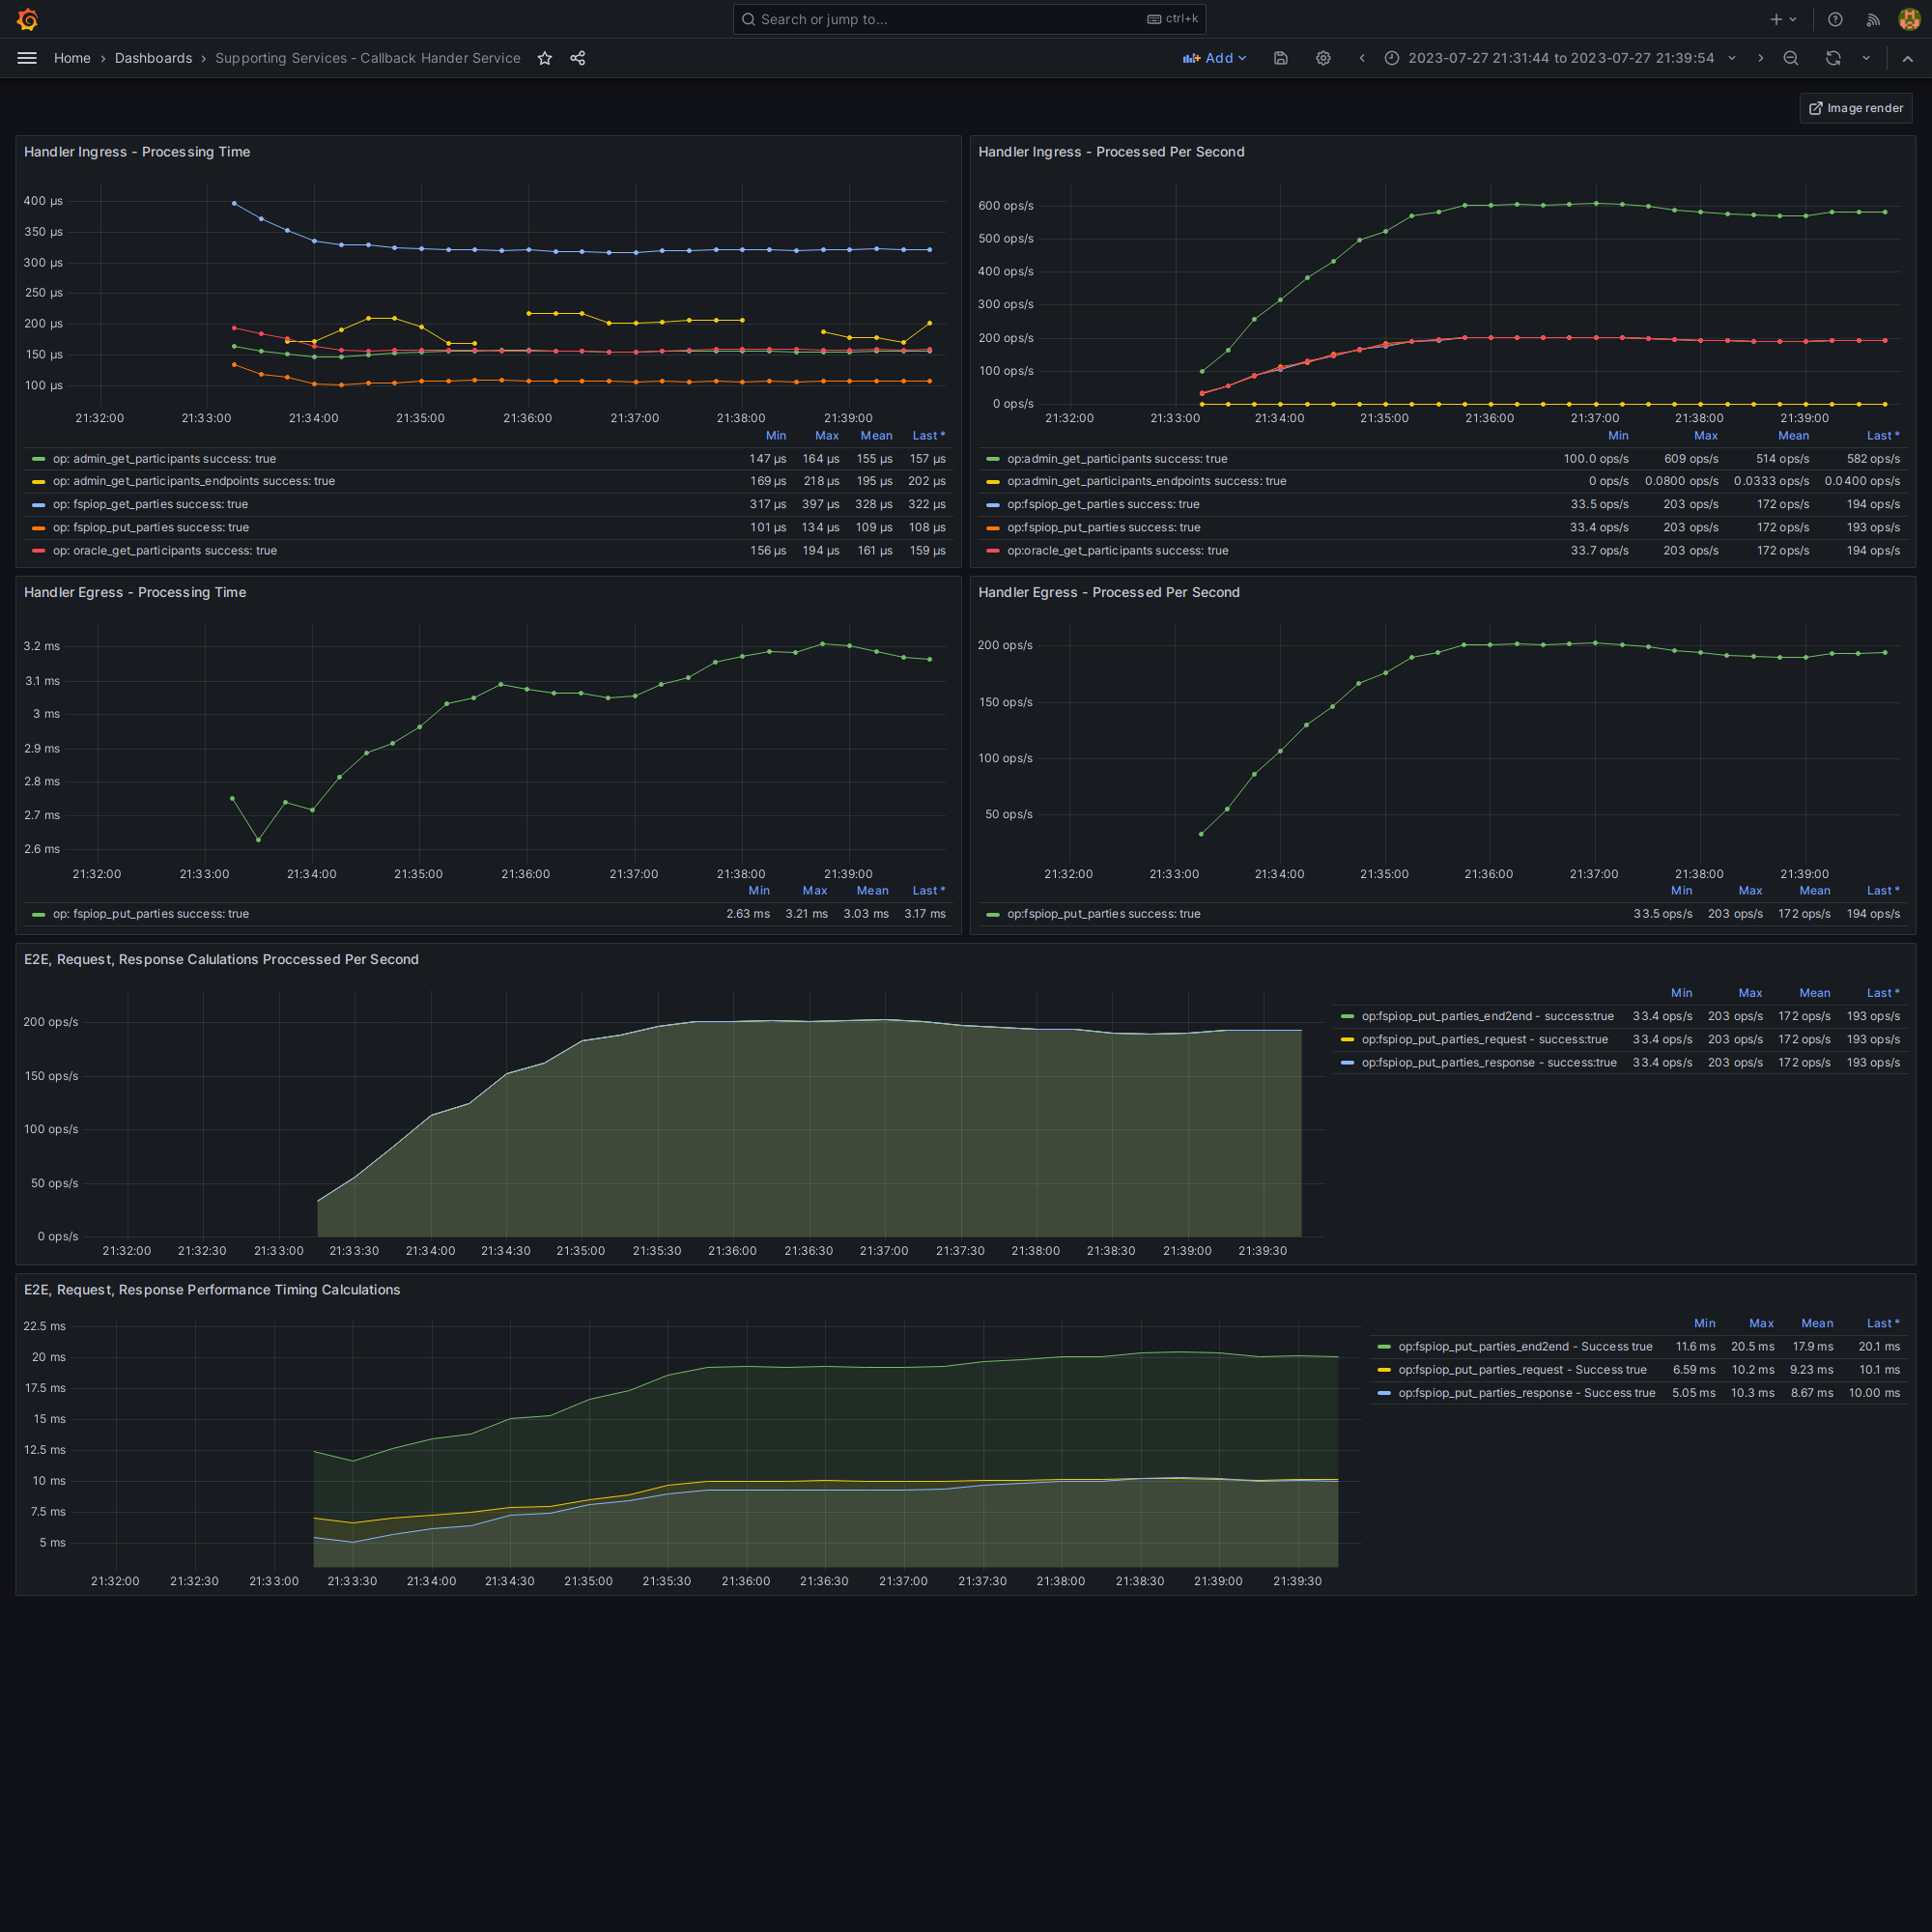 Search or jump to...
ctrl+k
Home › Dashboards › Supporting Services - Callback Hander Service
Add
2023-07-27 21:31:44 to 2023-07-27 21:39:54
Image render
Handler Ingress - Processing Time
400 µs
350 µs
300 µs
250 µs
200 µs
150 µs
100 µs
21:32:00 21:33:00 21:34:00 21:35:00 21:36:00 21:37:00 21:38:00 21:39:00
Min Max Mean Last *
op: admin_get_participants success: true 147 µs 164 µs 155 µs 157 µs
op: admin_get_participants_endpoints success: true 169 µs 218 µs 195 µs 202 µs
op: fspiop_get_parties success: true 317 µs 397 µs 328 µs 322 µs
op: fspiop_put_parties success: true 101 µs 134 µs 109 µs 108 µs
op: oracle_get_participants success: true 156 µs 194 µs 161 µs 159 µs
Handler Ingress - Processed Per Second
600 ops/s
500 ops/s
400 ops/s
300 ops/s
200 ops/s
100 ops/s
0 ops/s
21:32:00 21:33:00 21:34:00 21:35:00 21:36:00 21:37:00 21:38:00 21:39:00
Min Max Mean Last *
op:admin_get_participants success: true 100.0 ops/s 609 ops/s 514 ops/s 582 ops/s
op:admin_get_participants_endpoints success: true 0 ops/s 0.0800 ops/s 0.0333 ops/s 0.0400 ops/s
op:fspiop_get_parties success: true 33.5 ops/s 203 ops/s 172 ops/s 194 ops/s
op:fspiop_put_parties success: true 33.4 ops/s 203 ops/s 172 ops/s 193 ops/s
op:oracle_get_participants success: true 33.7 ops/s 203 ops/s 172 ops/s 194 ops/s
Handler Egress - Processing Time
3.2 ms
3.1 ms
3 ms
2.9 ms
2.8 ms
2.7 ms
2.6 ms
21:32:00 21:33:00 21:34:00 21:35:00 21:36:00 21:37:00 21:38:00 21:39:00
Min Max Mean Last *
op: fspiop_put_parties success: true 2.63 ms 3.21 ms 3.03 ms 3.17 ms
Handler Egress - Processed Per Second
200 ops/s
150 ops/s
100 ops/s
50 ops/s
21:32:00 21:33:00 21:34:00 21:35:00 21:36:00 21:37:00 21:38:00 21:39:00
Min Max Mean Last *
op:fspiop_put_parties success: true 33.5 ops/s 203 ops/s 172 ops/s 194 ops/s
E2E, Request, Response Calulations Proccessed Per Second
200 ops/s
150 ops/s
100 ops/s
50 ops/s
0 ops/s
21:32:00 21:32:30 21:33:00 21:33:30 21:34:00 21:34:30 21:35:00 21:35:30 21:36:00 21:36:30 21:37:00 21:37:30 21:38:00 21:38:30 21:39:00 21:39:30
Min Max Mean Last *
op:fspiop_put_parties_end2end - success:true 33.4 ops/s 203 ops/s 172 ops/s 193 ops/s
op:fspiop_put_parties_request - success:true 33.4 ops/s 203 ops/s 172 ops/s 193 ops/s
op:fspiop_put_parties_response - success:true 33.4 ops/s 203 ops/s 172 ops/s 193 ops/s
E2E, Request, Response Performance Timing Calculations
22.5 ms
20 ms
17.5 ms
15 ms
12.5 ms
10 ms
7.5 ms
5 ms
21:32:00 21:32:30 21:33:00 21:33:30 21:34:00 21:34:30 21:35:00 21:35:30 21:36:00 21:36:30 21:37:00 21:37:30 21:38:00 21:38:30 21:39:00 21:39:30
Min Max Mean Last *
op:fspiop_put_parties_end2end - Success true 11.6 ms 20.5 ms 17.9 ms 20.1 ms
op:fspiop_put_parties_request - Success true 6.59 ms 10.2 ms 9.23 ms 10.1 ms
op:fspiop_put_parties_response - Success true 5.05 ms 10.3 ms 8.67 ms 10.00 ms